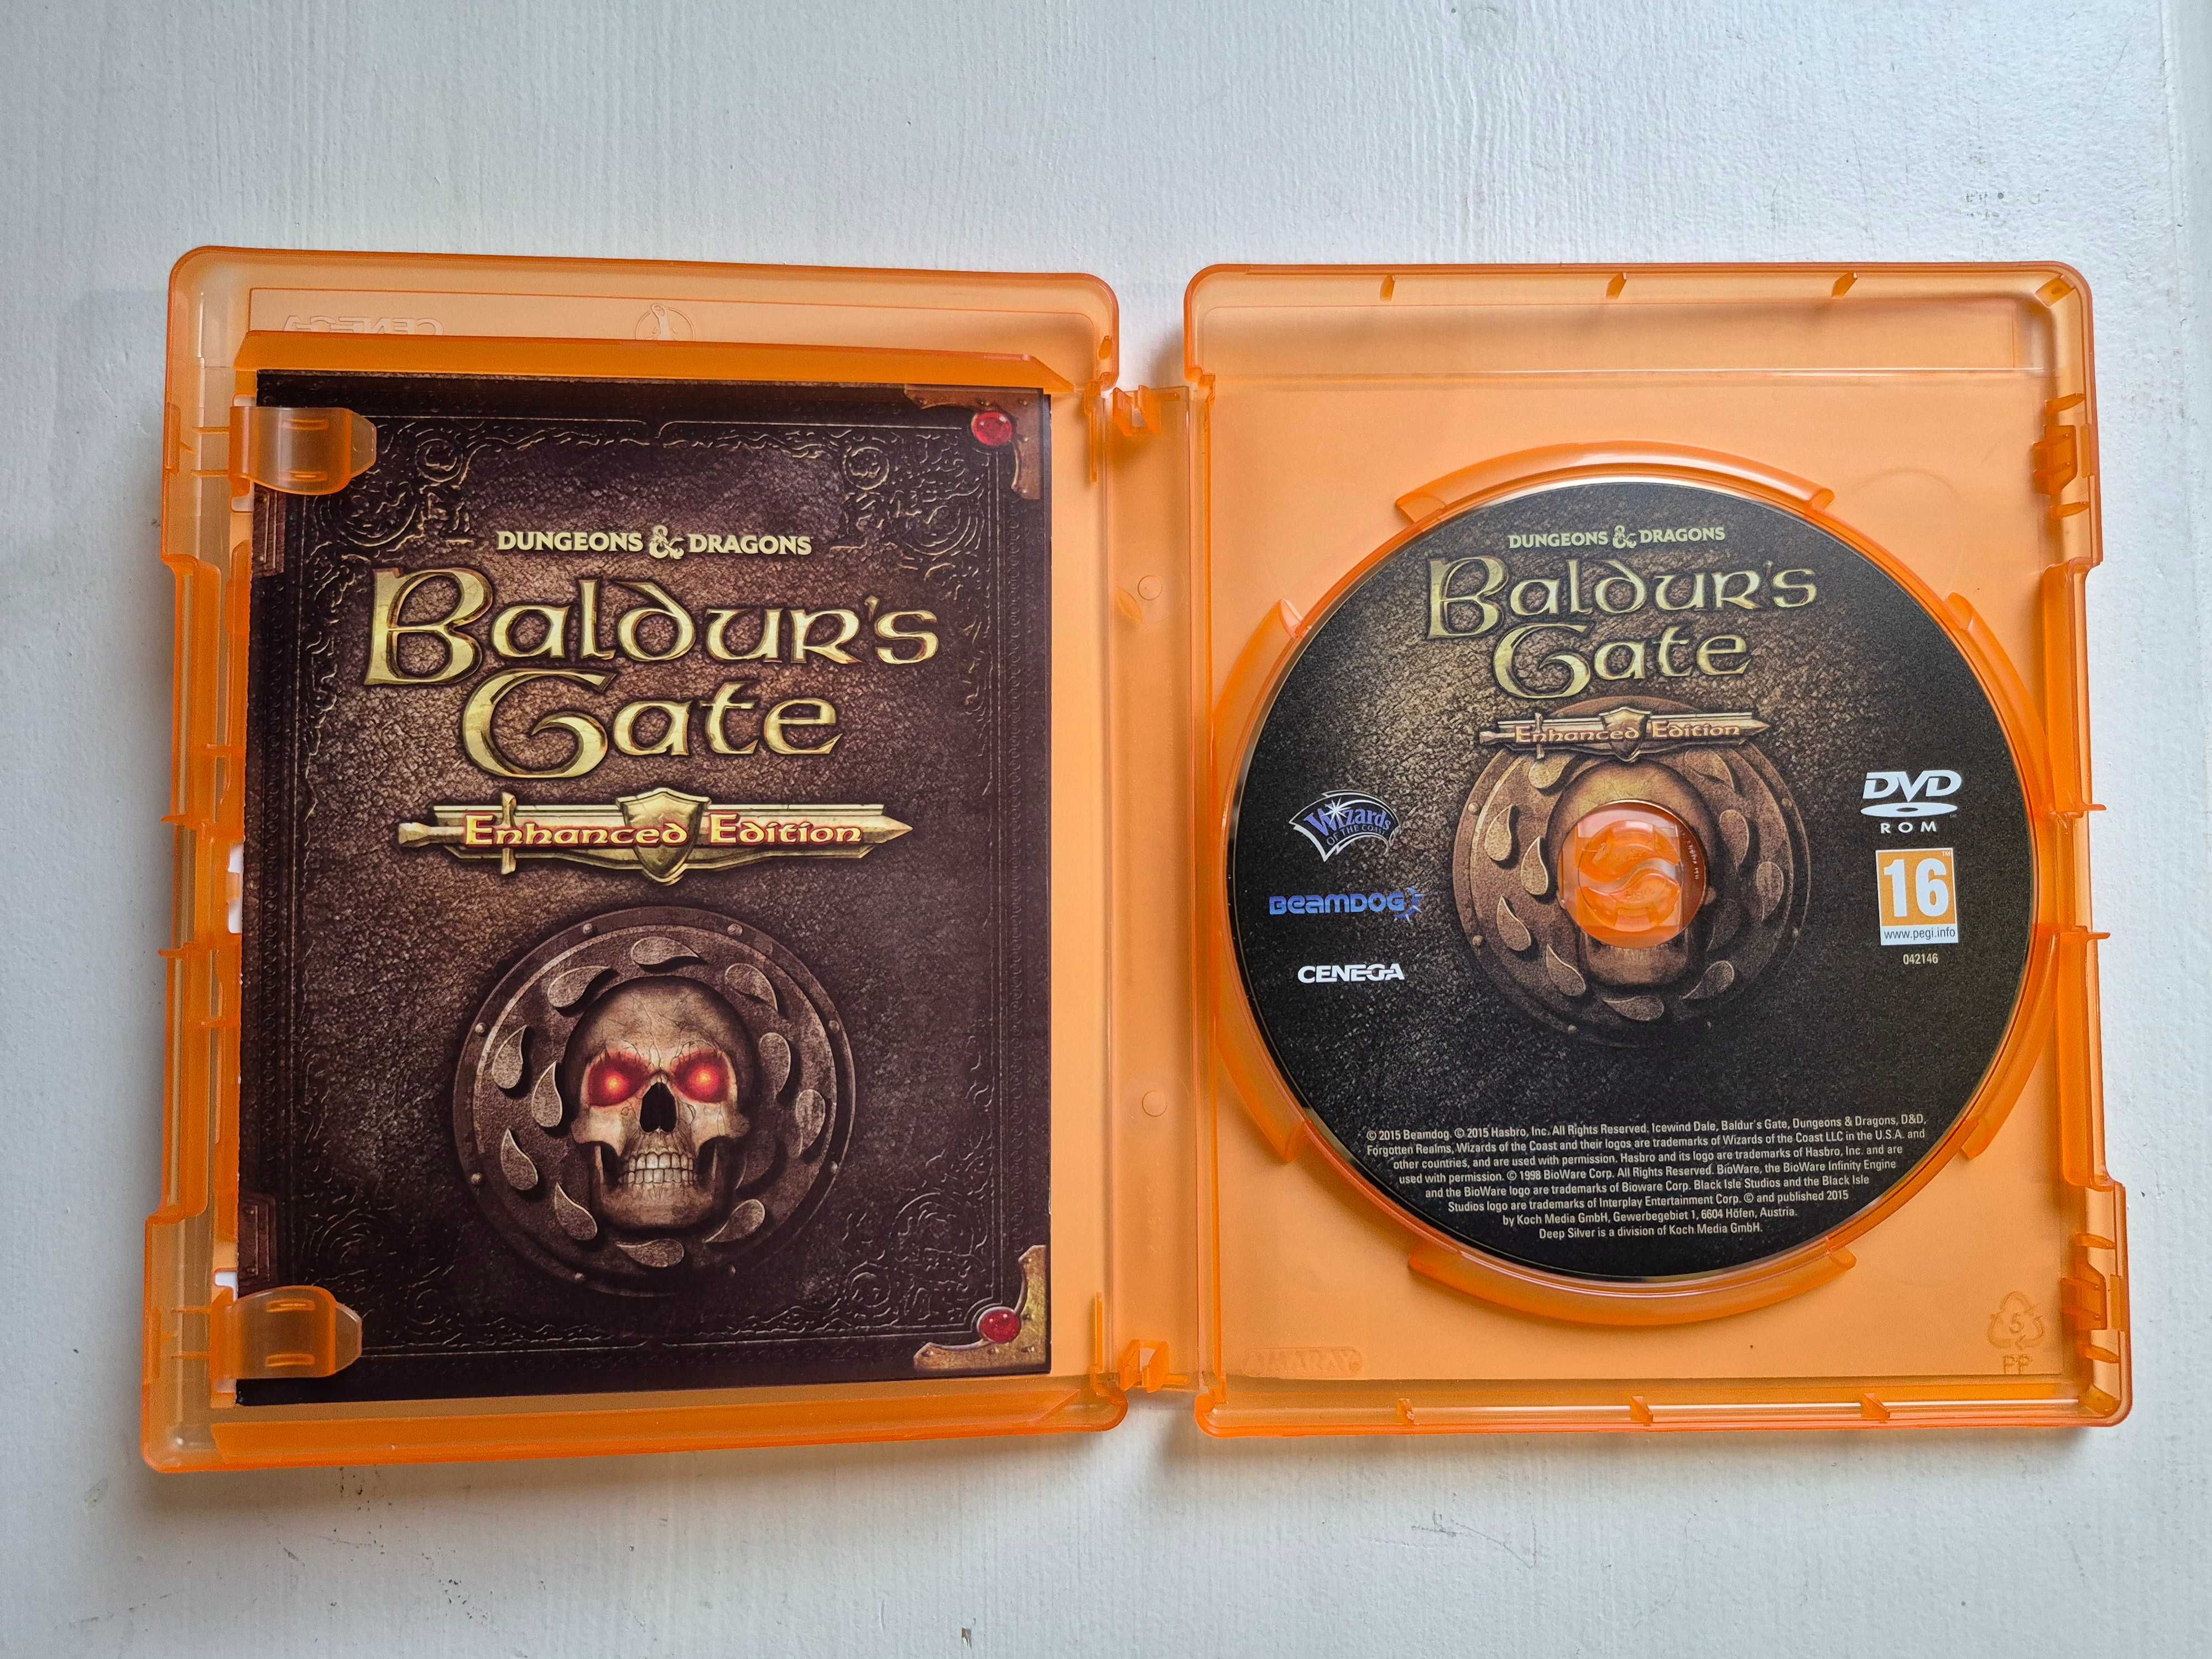 CENEGA
DUNGEONS & DRAGONS
Baldur's
Gate
Enhanced Edition
DUNGEONS & DRAGONS
Baldur's
Gate
Enhanced Edition
Wizards
OF THE COAST
BEAMDOG
CENEGA
DVD
ROM
16
www.pegi.info
042146
© 2015 Beamdog. © 2015 Hasbro, Inc. All Rights Reserved. Icewind Dale, Baldur's Gate, Dungeons & Dragons, D&D,
Forgotten Realms, Wizards of the Coast and their logos are trademarks of Wizards of the Coast LLC in the U.S.A. and
other countries, and are used with permission. Hasbro and its logo are trademarks of Hasbro, Inc. and are
used with permission. © 1998 BioWare Corp. All Rights Reserved. BioWare, the BioWare Infinity Engine
and the BioWare logo are trademarks of Bioware Corp. Black Isle Studios and the Black Isle
Studios logo are trademarks of Interplay Entertainment Corp. © and published 2015
by Koch Media GmbH, Gewerbegebiet 1, 6604 Höfen, Austria.
Deep Silver is a division of Koch Media GmbH.
AMARAY
5
PP